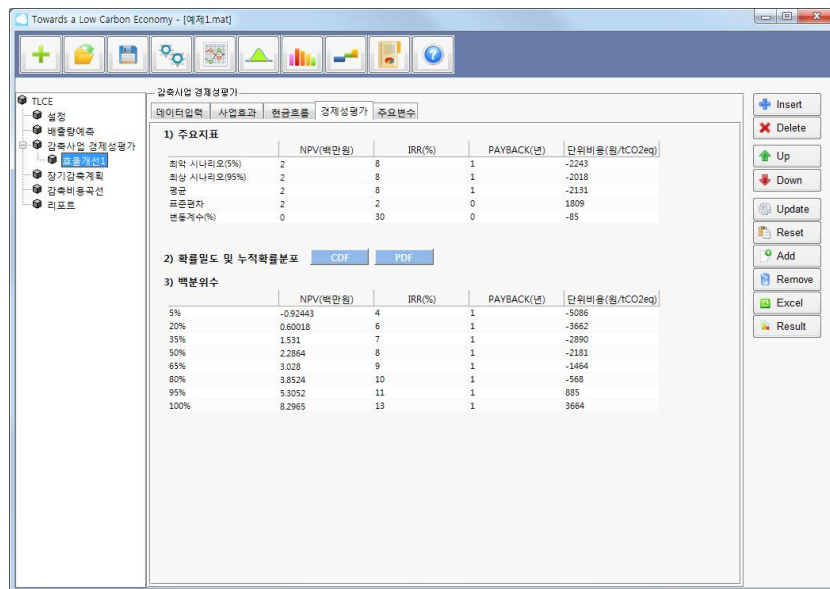 Towards a Low Carbon Economy - [예제1.mat]
TLCE
설정
배출량예측
감축사업 경제성평가
효율개선1
장기감축계획
감축비용곡선
리포트
감축사업 경제성평가
데이터입력 사업효과 현금흐름 경제성평가 주요변수
1) 주요지표
NPV(백만원) IRR(%) PAYBACK(년) 단위비용(원/tCO2eq)
최악 시나리오(5%) 2 8 1 -2243
최상 시나리오(95%) 2 8 1 -2018
평균 2 8 1 -2131
표준편차 2 2 0 1809
변동계수(%) 0 30 0 -85
2) 확률밀도 및 누적확률분포 CDF PDF
3) 백분위수
NPV(백만원) IRR(%) PAYBACK(년) 단위비용(원/tCO2eq)
5% -0.92443 4 1 -5086
20% 0.60018 6 1 -3662
35% 1.531 7 1 -2890
50% 2.2864 8 1 -2181
65% 3.028 9 1 -1464
80% 3.8524 10 1 -568
95% 5.3052 11 1 885
100% 8.2965 13 1 3664
Insert
Delete
Up
Down
Update
Reset
Add
Remove
Excel
Result